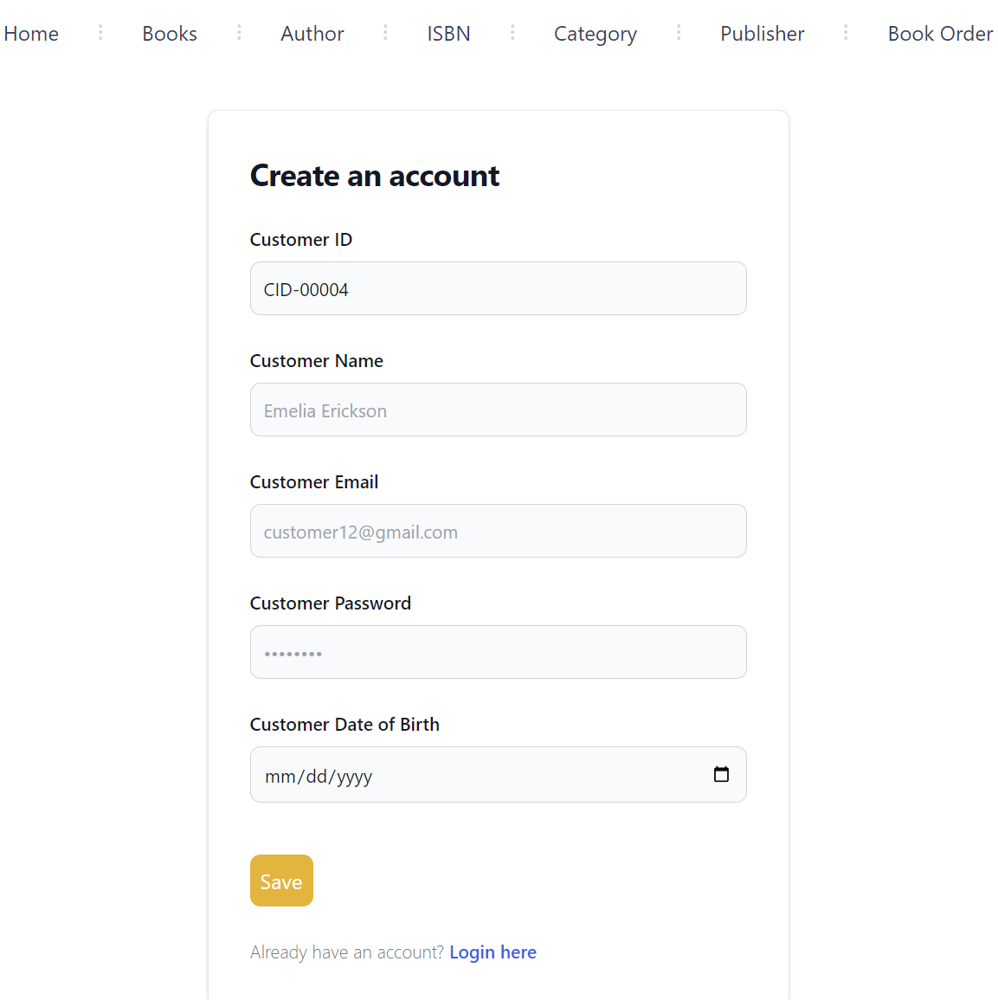 Home Books Author ISBN Category Publisher Book Order
Create an account
Customer ID
CID-00004
Customer Name
Emelia Erickson
Customer Email
customer12@gmail.com
Customer Password
••••••••
Customer Date of Birth
mm/dd/yyyy
Save
Already have an account? Login here